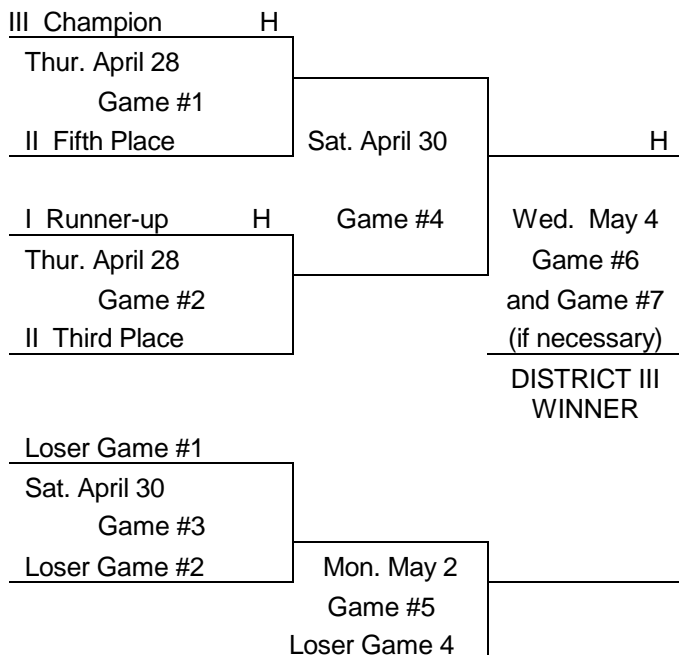 III Champion H
Thur. April 28
Game #1
II Fifth Place
Sat. April 30
H
I Runner-up H
Game #4
Wed. May 4
Thur. April 28
Game #6
Game #2
and Game #7
II Third Place
(if necessary)
DISTRICT III
WINNER
Loser Game #1
Sat. April 30
Game #3
Loser Game #2
Mon. May 2
Game #5
Loser Game 4